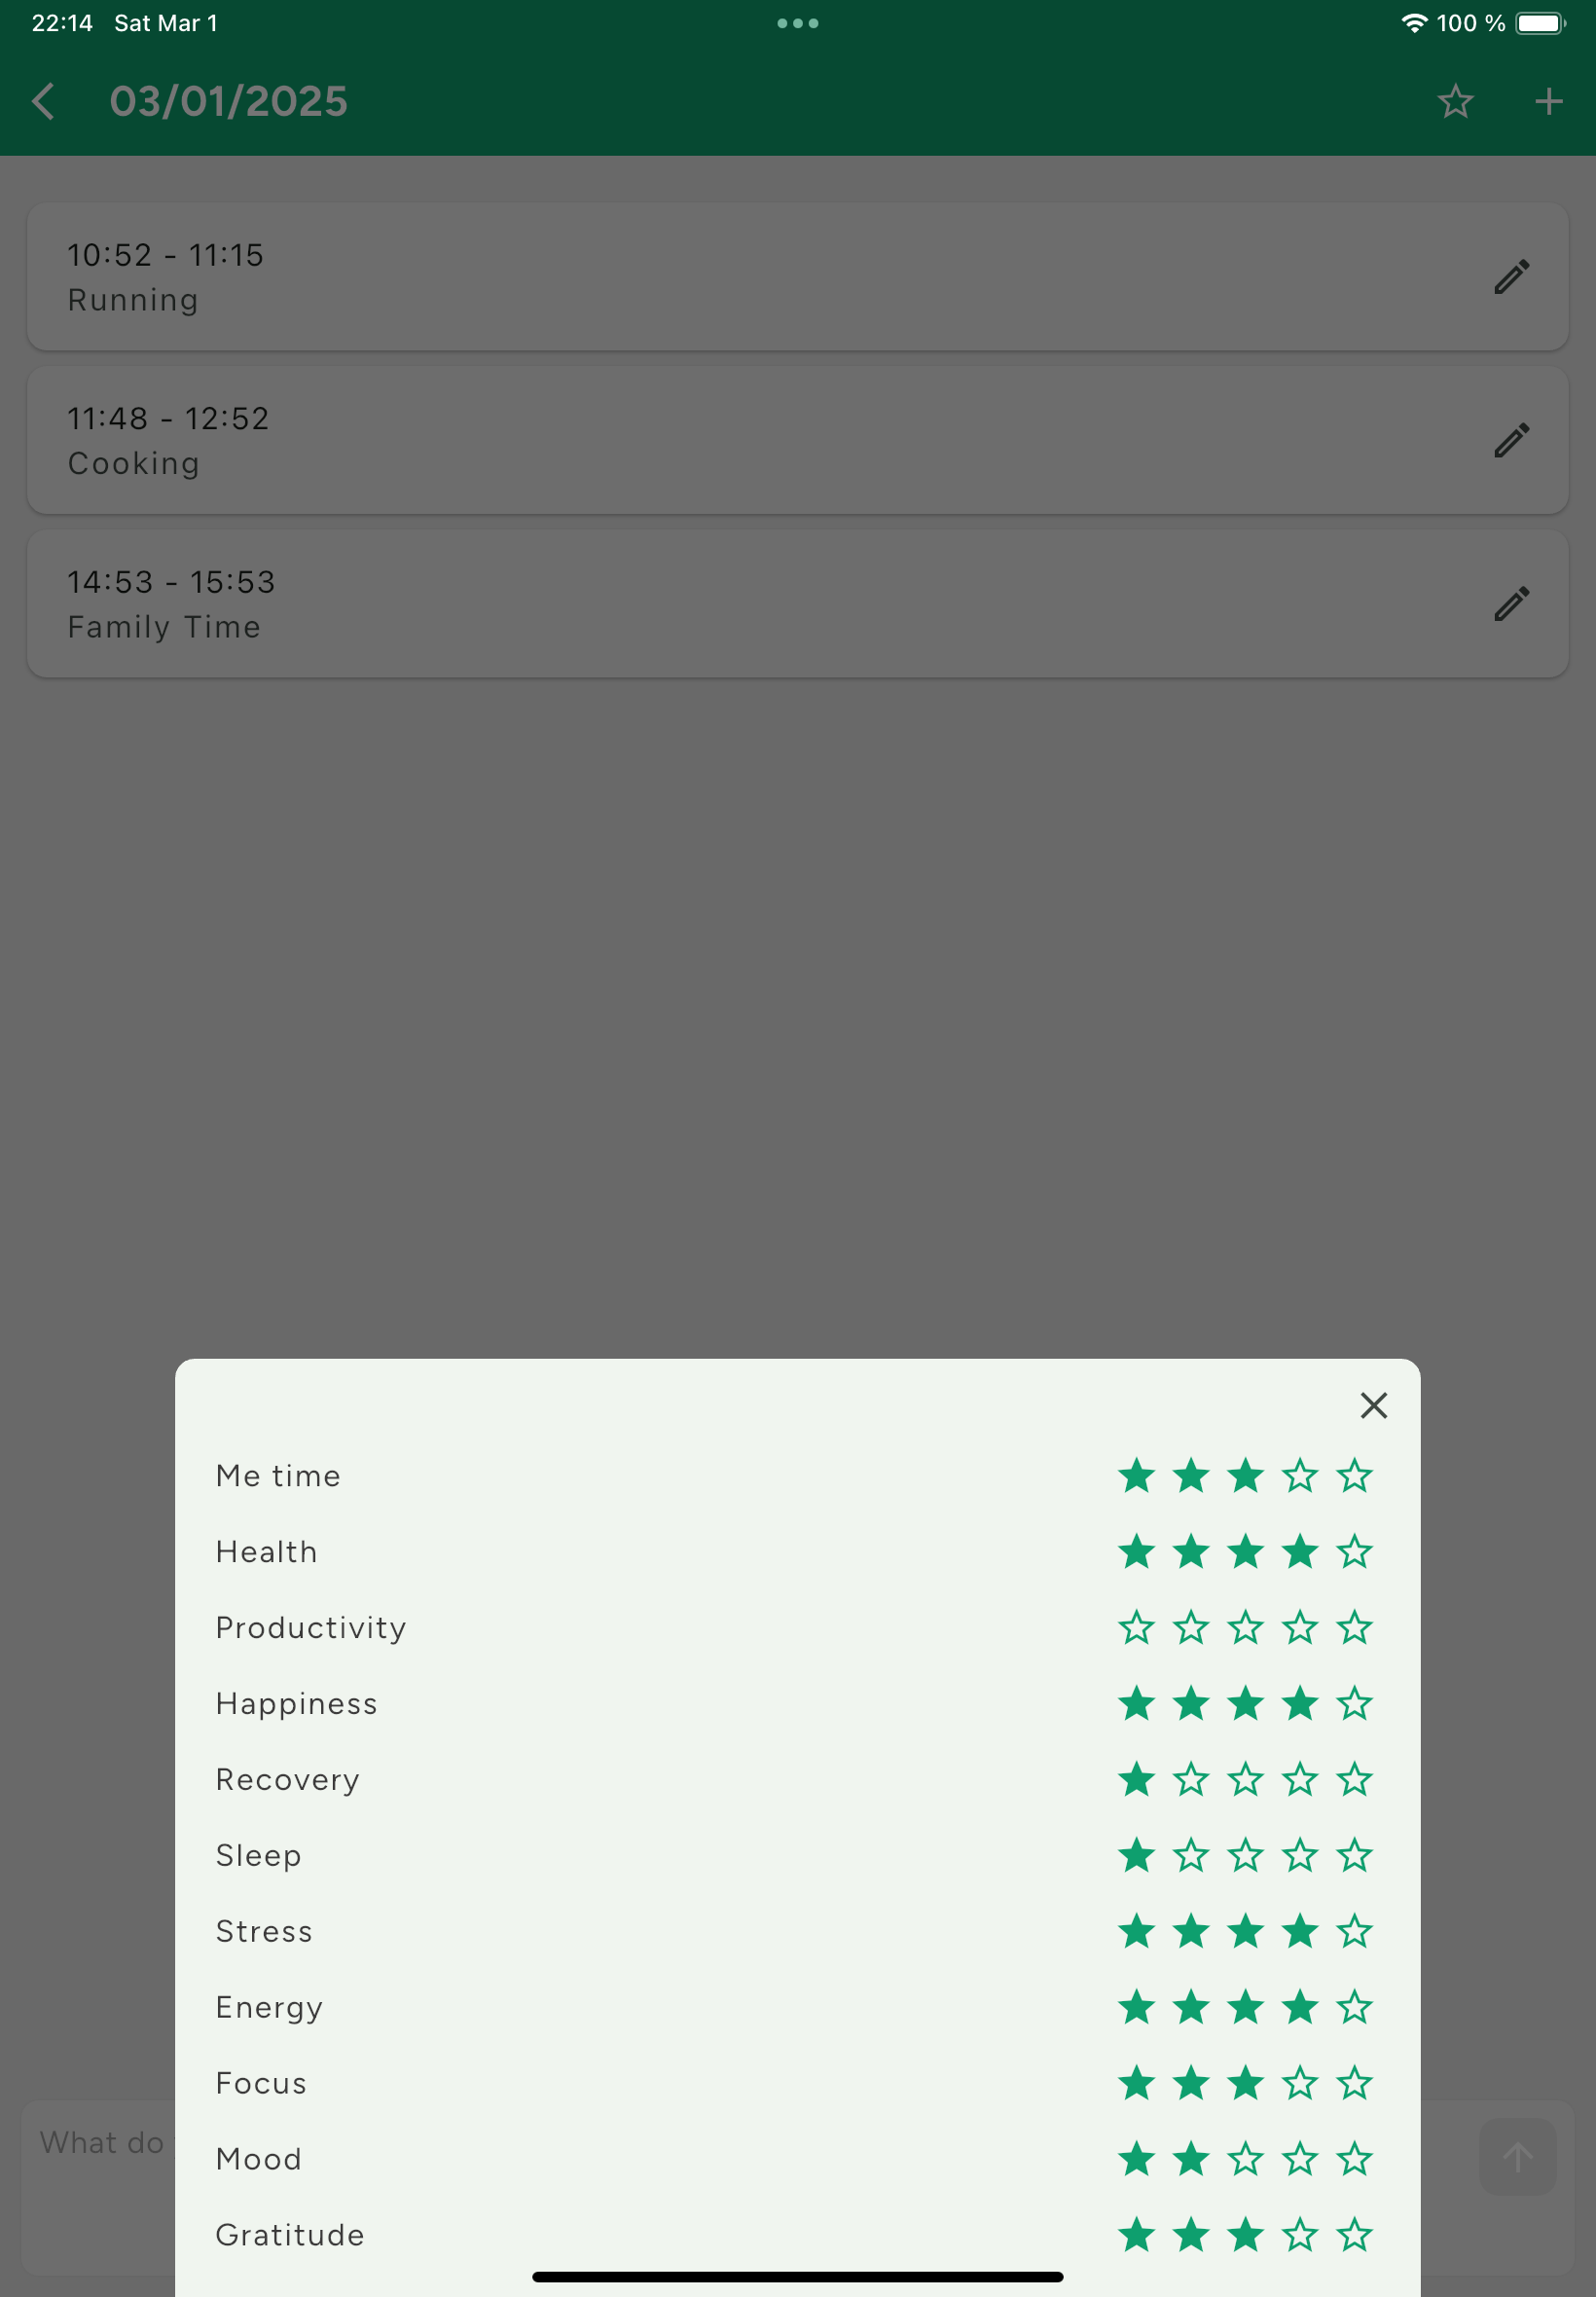 22:14 Sat Mar 1 100 %
03/01/2025
10:52 - 11:15
Running
11:48 - 12:52
Cooking
14:53 - 15:53
Family Time
Me time
Health
Productivity
Happiness
Recovery
Sleep
Stress
Energy
Focus
What do
Mood
Gratitude